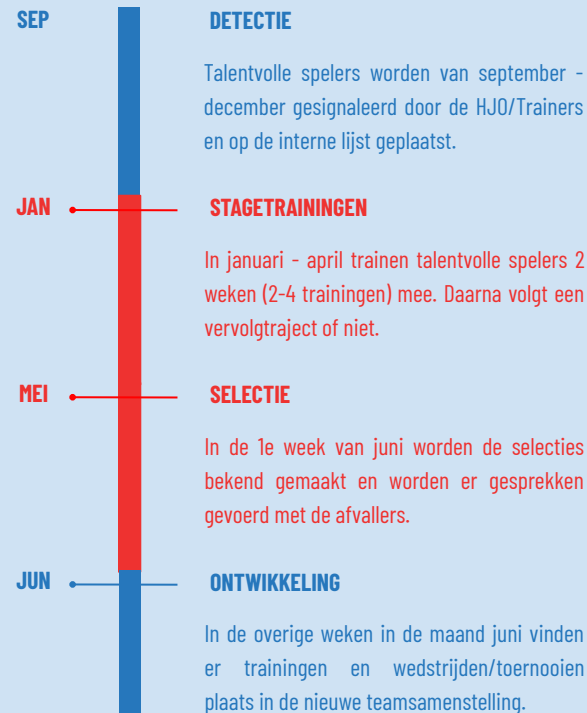 SEP
DETECTIE
Talentvolle spelers worden van september -
december gesignaleerd door de HJO/Trainers
en op de interne lijst geplaatst.
JAN
STAGETRAININGEN
In januari - april trainen talentvolle spelers 2
weken (2-4 trainingen) mee. Daarna volgt een
vervolgtraject of niet.
MEI
SELECTIE
In de 1e week van juni worden de selecties
bekend gemaakt en worden er gesprekken
gevoerd met de afvallers.
JUN
ONTWIKKELING
In de overige weken in de maand juni vinden
er trainingen en wedstrijden/toernooien
plaats in de nieuwe teamsamenstelling.